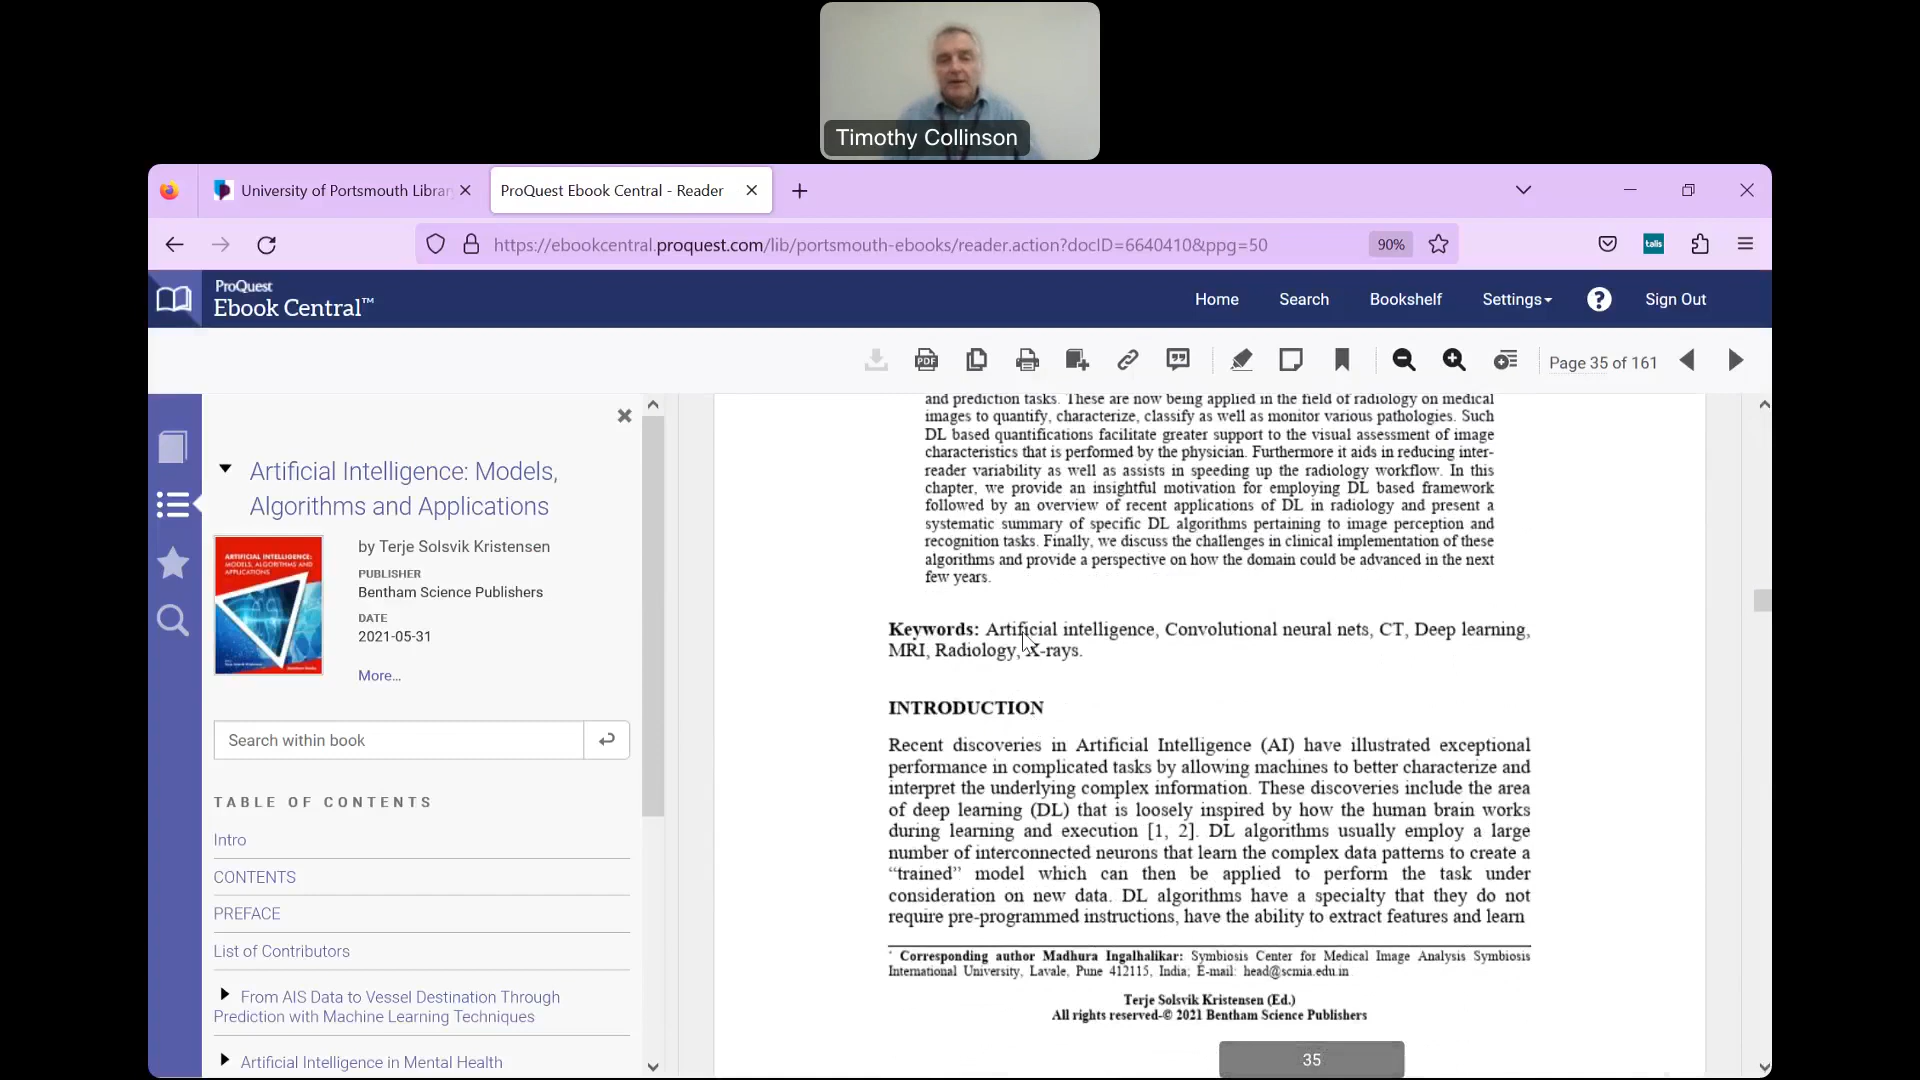 Timothy Collinson
University of Portsmouth Librar
ProQuest Ebook Central - Reader
https://ebookcentral.proquest.com/lib/portsmouth-ebooks/reader.action?docID=6640410&ppg=50
90%
talis
ProQuest
Ebook Central™
Home
Search
Bookshelf
Settings
?
Sign Out
PDF
Page 35 of 161
Artificial Intelligence: Models,
Algorithms and Applications
ARTIFICIAL INTELLIGENCE:
MODELS, ALGORITHMS AND
APPLICATIONS
by Terje Solsvik Kristensen
PUBLISHER
Bentham Science Publishers
DATE
2021-05-31
More...
Search within book
TABLE OF CONTENTS
Intro
CONTENTS
PREFACE
List of Contributors
From AIS Data to Vessel Destination Through
Prediction with Machine Learning Techniques
Artificial Intelligence in Mental Health
and prediction tasks. These are now being applied in the field of radiology on medical
images to quantify, characterize, classify as well as monitor various pathologies. Such
DL based quantifications facilitate greater support to the visual assessment of image
characteristics that is performed by the physician. Furthermore it aids in reducing inter-
reader variability as well as assists in speeding up the radiology workflow. In this
chapter, we provide an insightful motivation for employing DL based framework
followed by an overview of recent applications of DL in radiology and present a
systematic summary of specific DL algorithms pertaining to image perception and
recognition tasks. Finally, we discuss the challenges in clinical implementation of these
algorithms and provide a perspective on how the domain could be advanced in the next
few years.
Keywords: Artificial intelligence, Convolutional neural nets, CT, Deep learning,
MRI, Radiology, X-rays.
INTRODUCTION
Recent discoveries in Artificial Intelligence (AI) have illustrated exceptional
performance in complicated tasks by allowing machines to better characterize and
interpret the underlying complex information. These discoveries include the area
of deep learning (DL) that is loosely inspired by how the human brain works
during learning and execution [1, 2]. DL algorithms usually employ a large
number of interconnected neurons that learn the complex data patterns to create a
“trained” model which can then be applied to perform the task under
consideration on new data. DL algorithms have a specialty that they do not
require pre-programmed instructions, have the ability to extract features and learn
* Corresponding author Madhura Ingalhalikar: Symbiosis Center for Medical Image Analysis Symbiosis
International University, Lavale, Pune 412115, India; E-mail: head@scmia.edu.in
Terje Solsvik Kristensen (Ed.)
All rights reserved-© 2021 Bentham Science Publishers
35